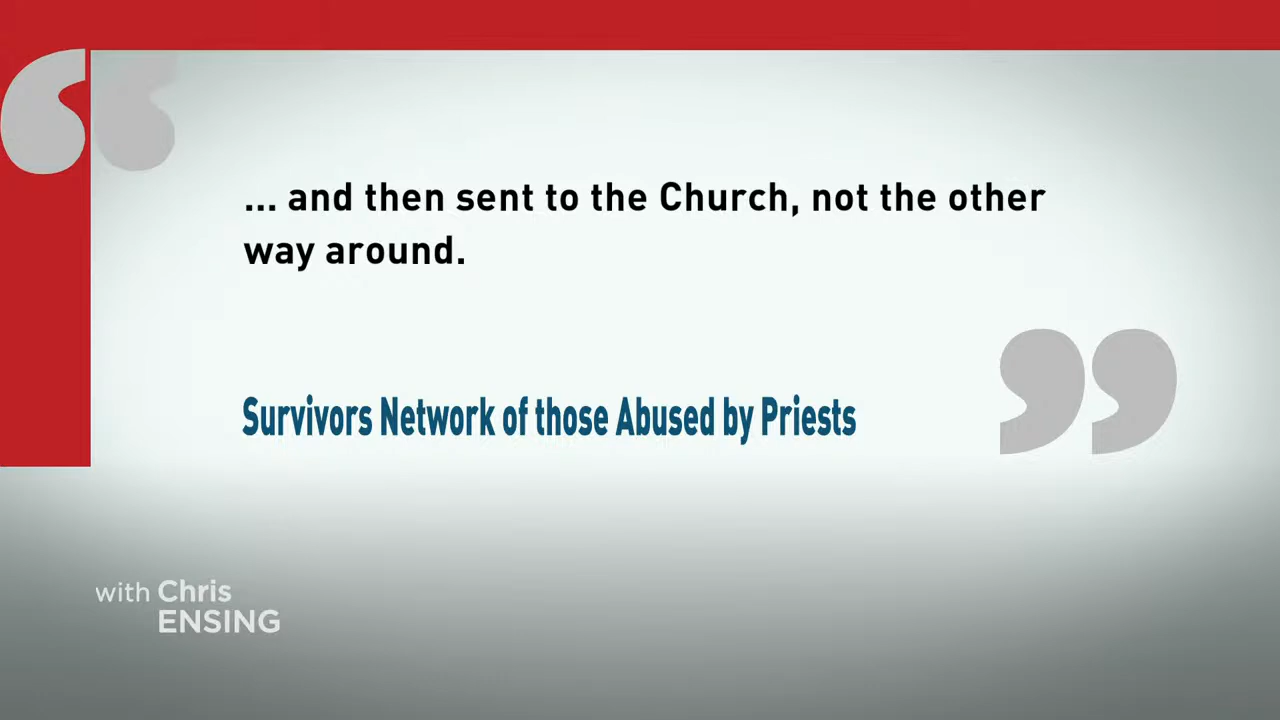 ... and then sent to the Church, not the other
way around.
Survivors Network of those Abused by Priests
with Chris
ENSING